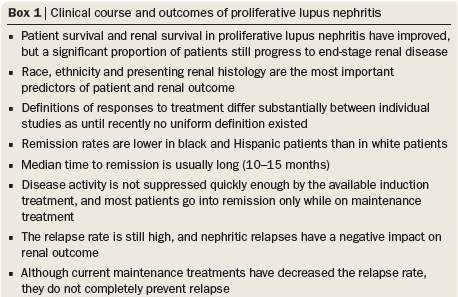 Box 1 | Clinical course and outcomes of proliferative lupus nephritis
▪ Patient survival and renal survival in proliferative lupus nephritis have improved,
but a significant proportion of patients still progress to end-stage renal disease
▪ Race, ethnicity and presenting renal histology are the most important
predictors of patient and renal outcome
▪ Definitions of responses to treatment differ substantially between individual
studies as until recently no uniform definition existed
▪ Remission rates are lower in black and Hispanic patients than in white patients
▪ Median time to remission is usually long (10–15 months)
▪ Disease activity is not suppressed quickly enough by the available induction
treatment, and most patients go into remission only while on maintenance
treatment
▪ The relapse rate is still high, and nephritic relapses have a negative impact on
renal outcome
▪ Although current maintenance treatments have decreased the relapse rate,
they do not completely prevent relapse